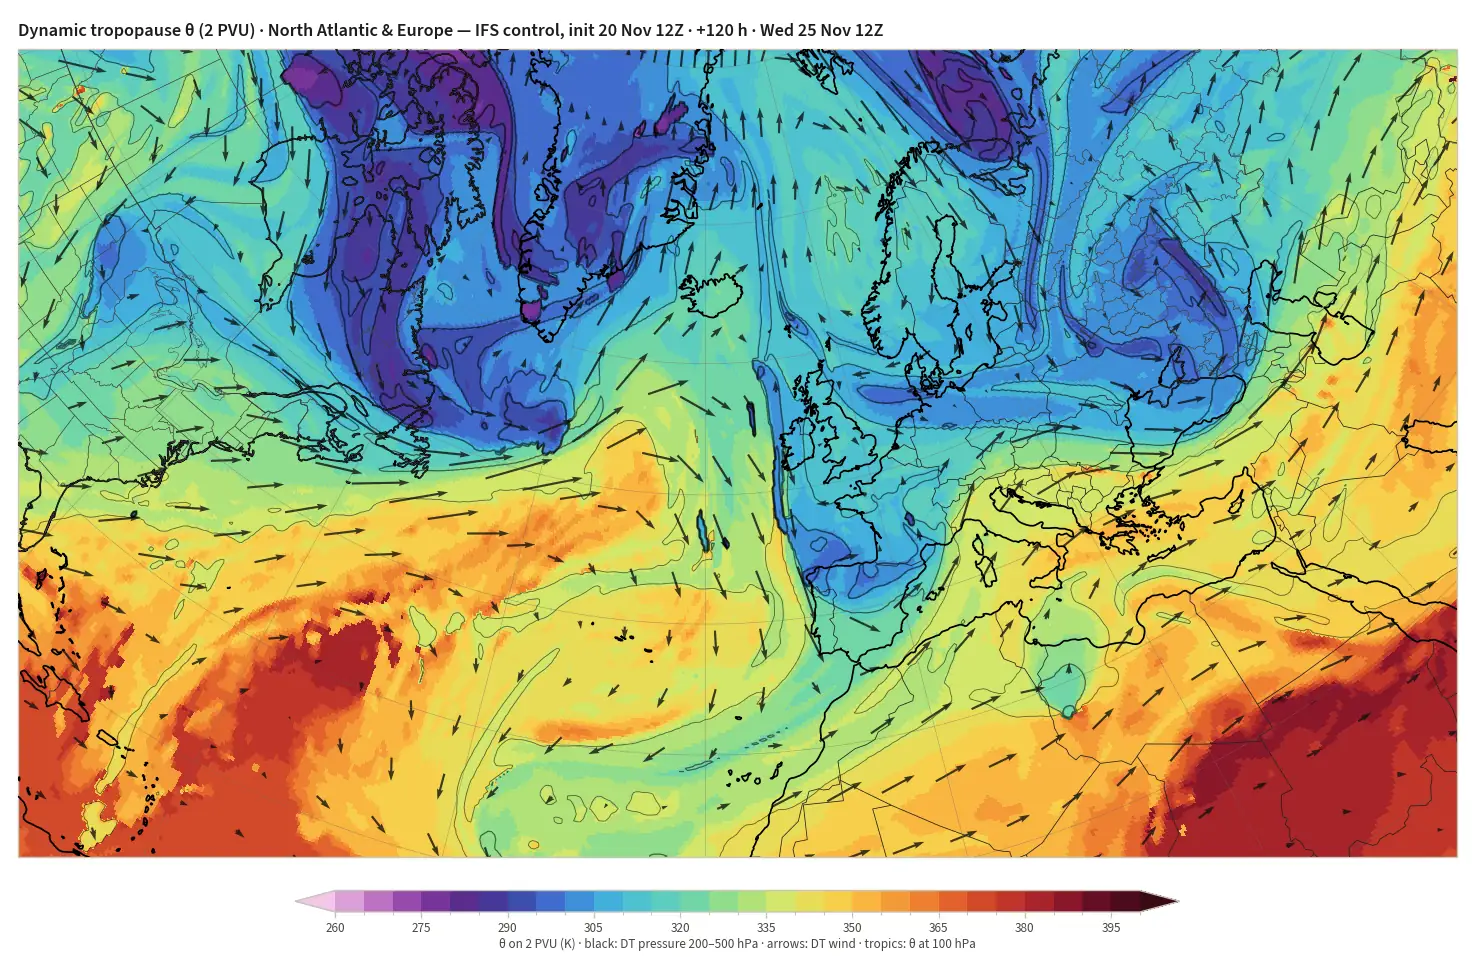 Dynamic tropopause θ (2 PVU) · North Atlantic & Europe — IFS control, init 20 Nov 12Z · +120 h · Wed 25 Nov 12Z
260 275 290 305 320 335 350 365 380 395
θ on 2 PVU (K) · black: DT pressure 200–500 hPa · arrows: DT wind · tropics: θ at 100 hPa